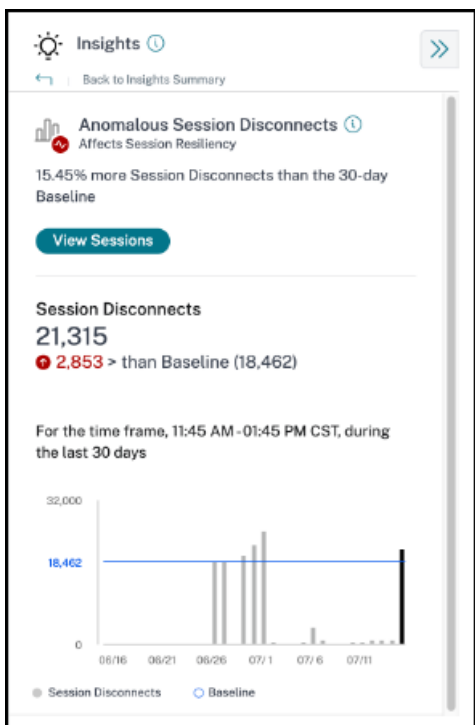 Insights
Back to Insights Summary
Anomalous Session Disconnects
Affects Session Resiliency
15.45% more Session Disconnects than the 30-day
Baseline
View Sessions
Session Disconnects
21,315
2,853 > than Baseline (18,462)
For the time frame, 11:45 AM-01:45 PM CST, during
the last 30 days
32,000
18,462
0
06/16 06/21 06/26 07/1 07/6 07/11
Session Disconnects Baseline